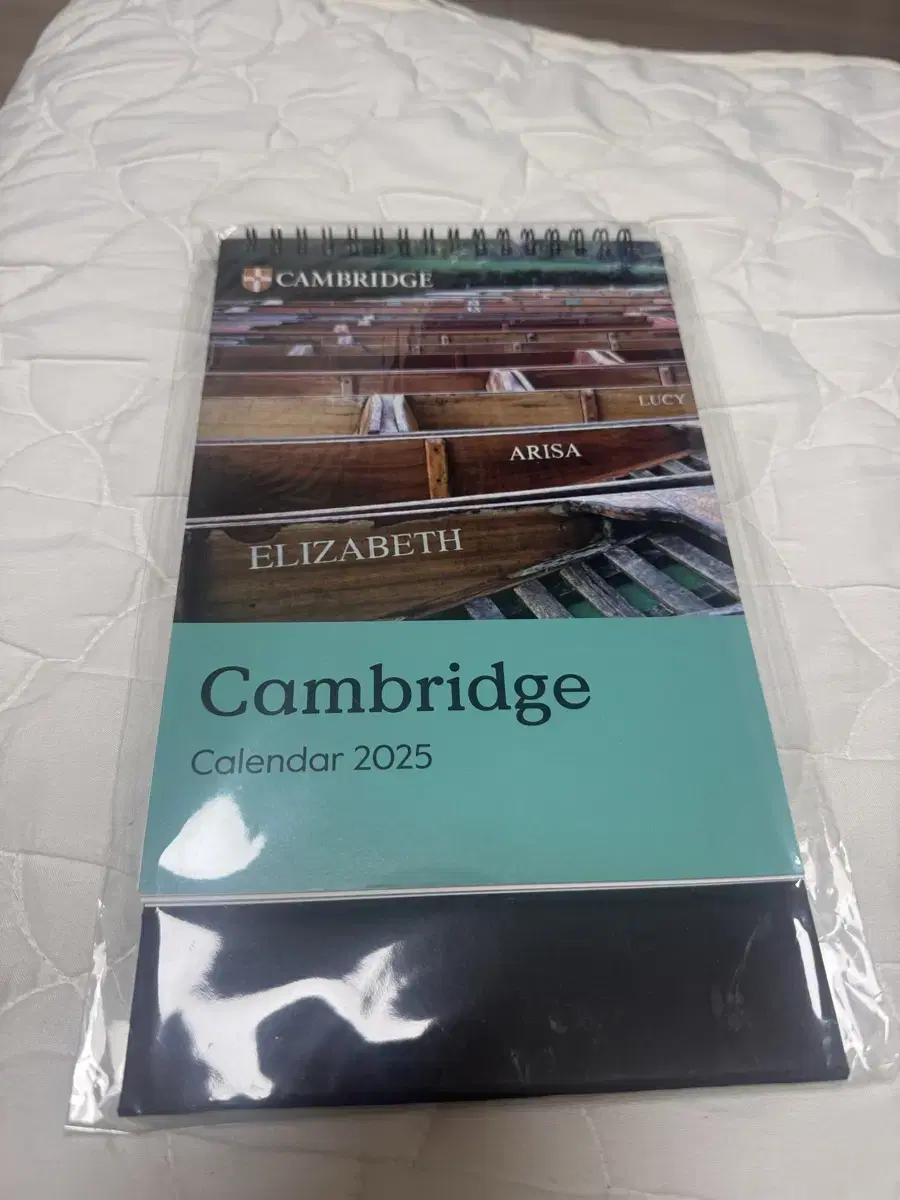 CAMBRIDGE
LUCY
ARISA
ELIZABETH
Cambridge
Calendar 2025